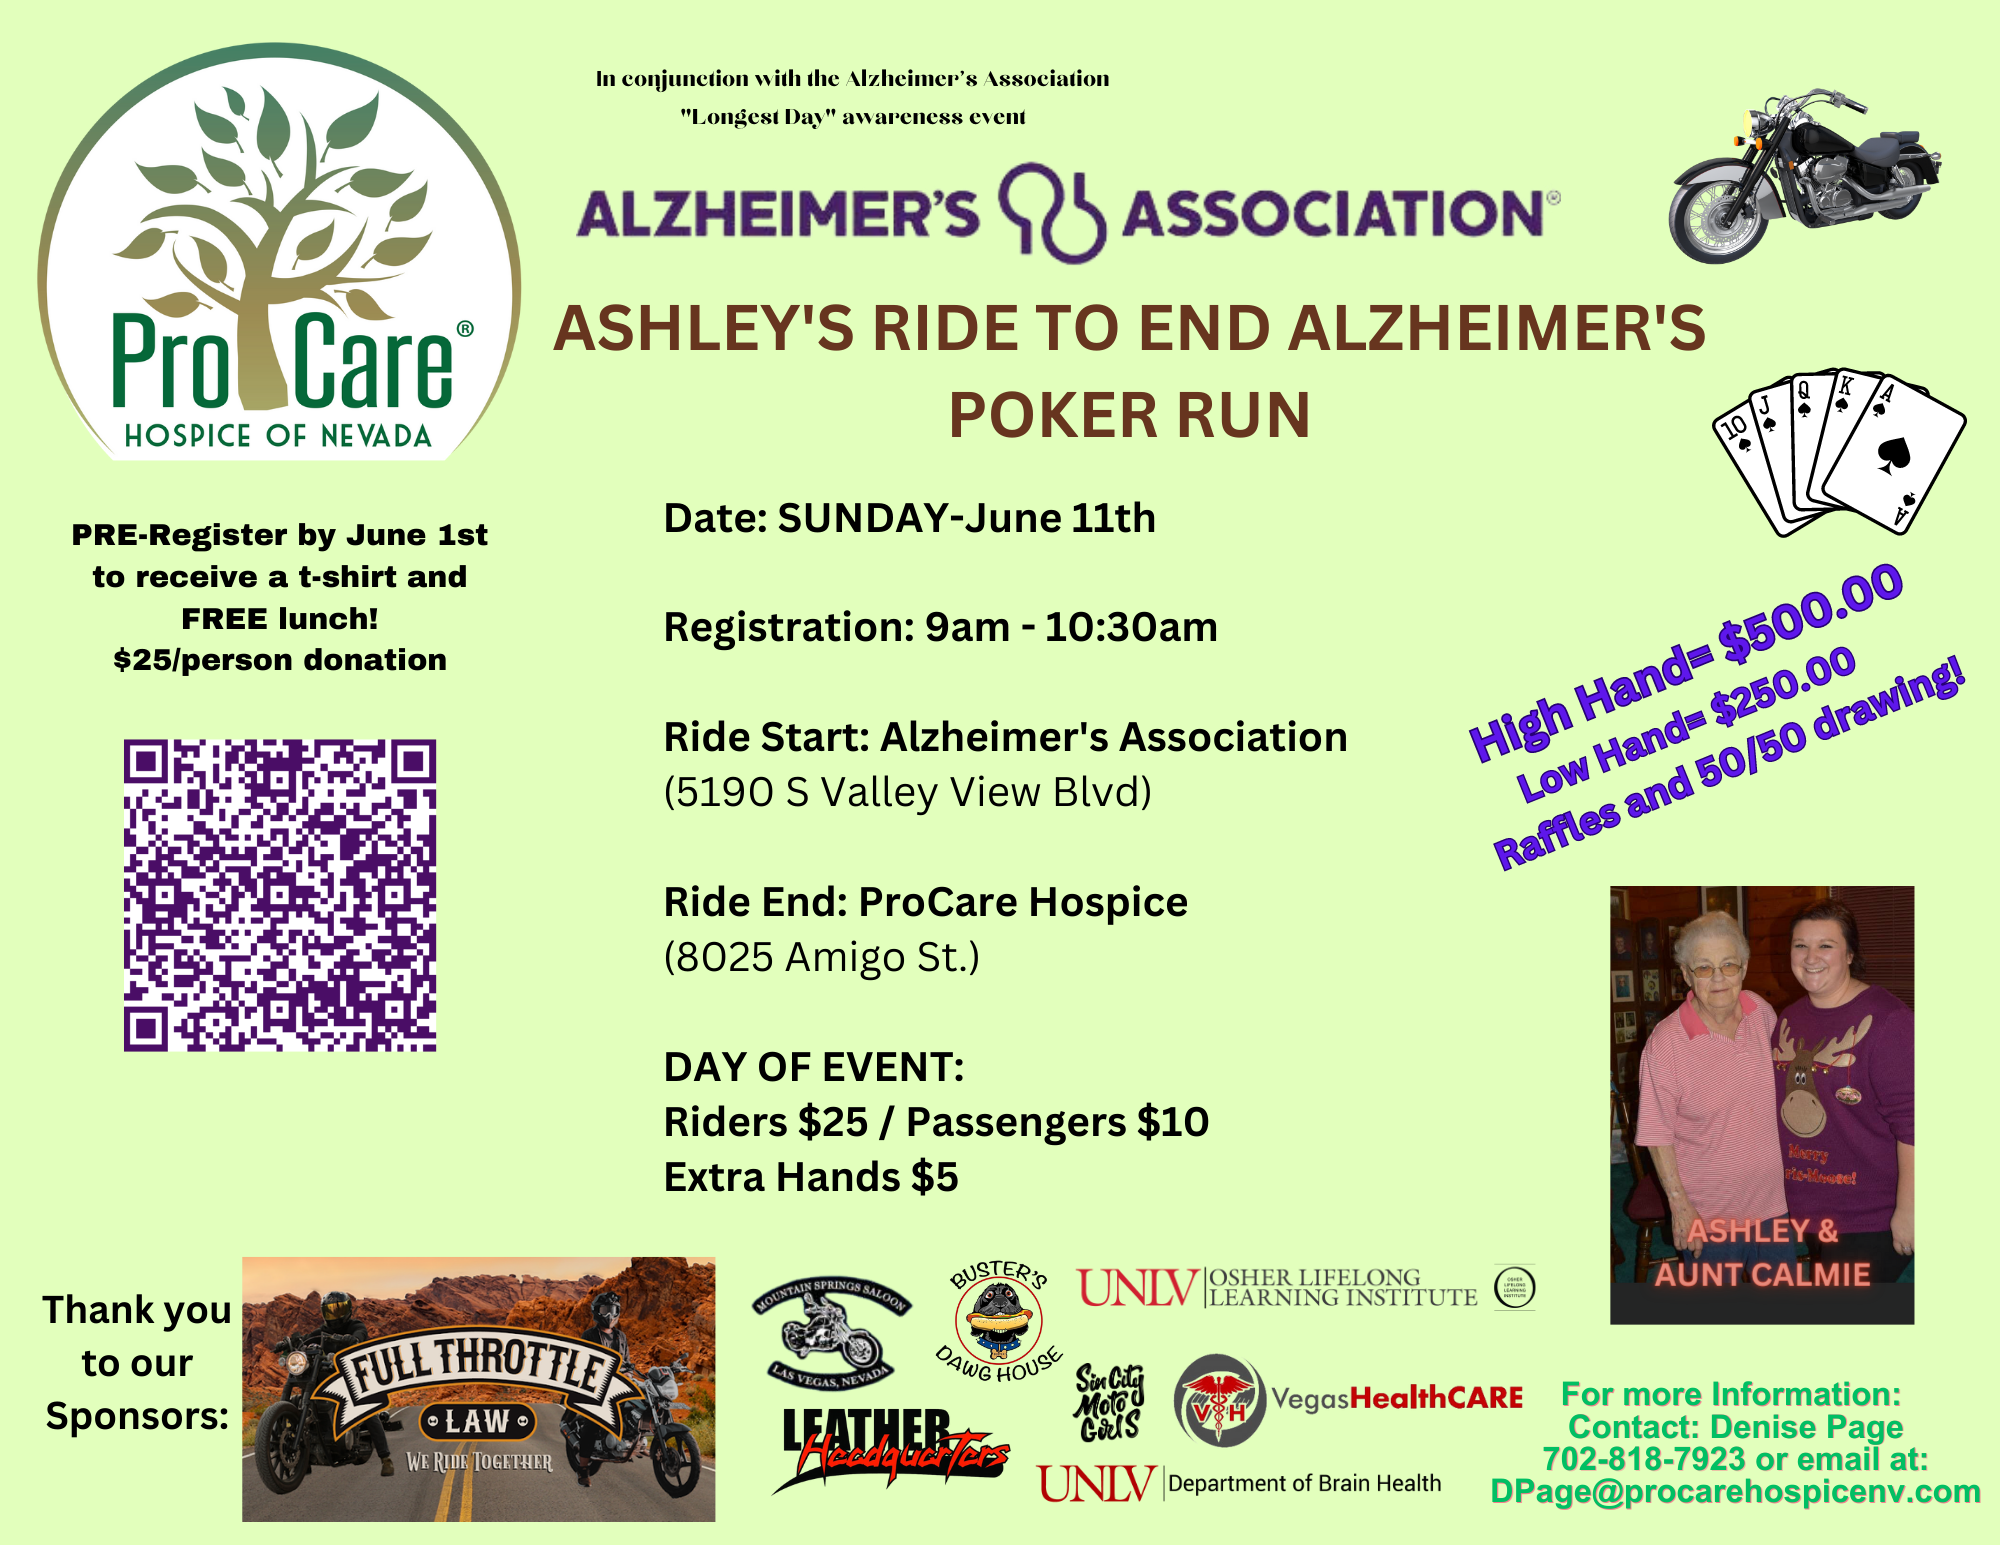 In conjunction with the Alzheimer's Association
"Longest Day" awareness event
ALZHEIMER'S ASSOCIATION®
ASHLEY'S RIDE TO END ALZHEIMER'S
POKER RUN
Pro Care®
HOSPICE OF NEVADA
PRE-Register by June 1st
to receive a t-shirt and
FREE lunch!
$25/person donation
Date: SUNDAY-June 11th
Registration: 9am - 10:30am
Ride Start: Alzheimer's Association
(5190 S Valley View Blvd)
Ride End: ProCare Hospice
(8025 Amigo St.)
DAY OF EVENT:
Riders $25 / Passengers $10
Extra Hands $5
10 J Q K A
A
High Hand= $500.00
Low Hand= $250.00
Raffles and 50/50 drawing!
Merry
ASHLEY &
AUNT CALMIE
Thank you
to our
Sponsors:
FULL THROTTLE
LAW
WE RIDE TOGETHER
MOUNTAIN SPRINGS SALOON
LAS VEGAS, NEVADA
BUSTER'S
DAWG HOUSE
UNLV OSHER LIFELONG
LEARNING INSTITUTE
OSHER
LIFELONG
LEARNING
INSTITUTE
LEATHER
Headquarters
Sin City
Moto
Girls
VH VegasHealthCARE
UNLV Department of Brain Health
For more Information:
Contact: Denise Page
702-818-7923 or email at:
DPage@procarehospicenv.com